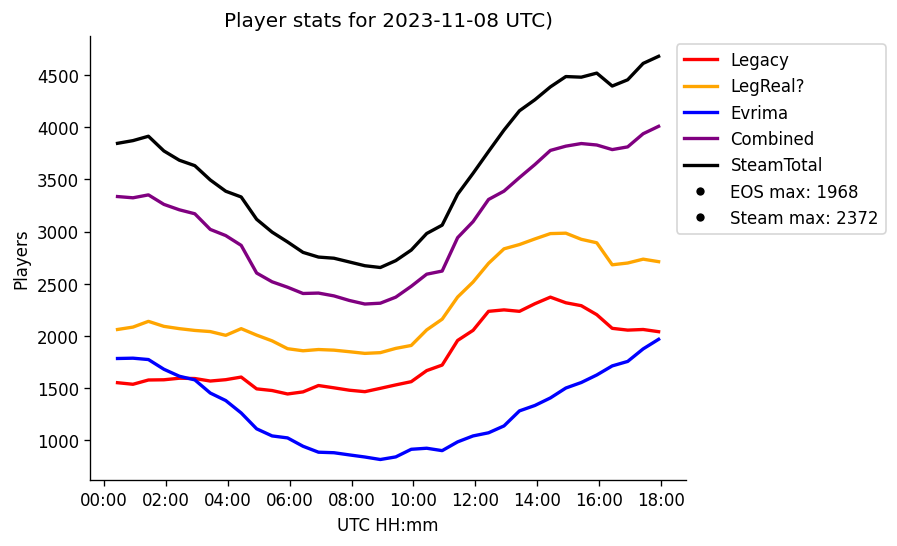 Player stats for 2023-11-08 UTC)
Players
4500
4000
3500
3000
2500
2000
1500
1000
00:00 02:00 04:00 06:00 08:00 10:00 12:00 14:00 16:00 18:00
UTC HH:mm
Legacy
LegReal?
Evrima
Combined
SteamTotal
EOS max: 1968
Steam max: 2372